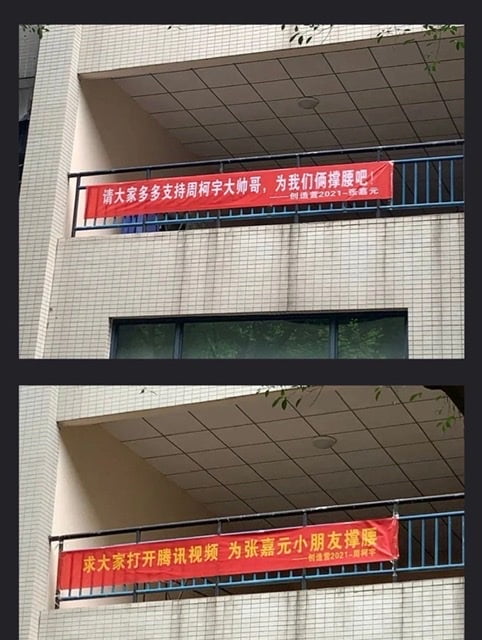 请大家多多支持周柯宇大帅哥，为我们俩撑腰吧！
——创造营2021-张嘉元
求大家打开腾讯视频 为张嘉元小朋友撑腰
——创造营2021-周柯宇